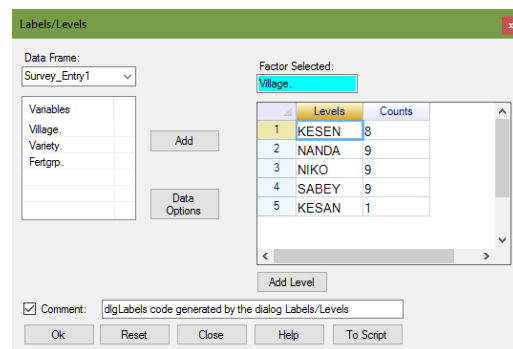 Labels/Levels
x
Data Frame:
Survey_Entry1
Variables
Village.
Variety.
Fertgrp.
Add
Data
Options
Factor Selected:
Village.
Levels Counts
1 KESEN 8
2 NANDA 9
3 NIKO 9
4 SABEY 9
5 KESAN 1
Add Level
Comment: dlgLabels code generated by the dialog Labels/Levels
Ok Reset Close Help To Script